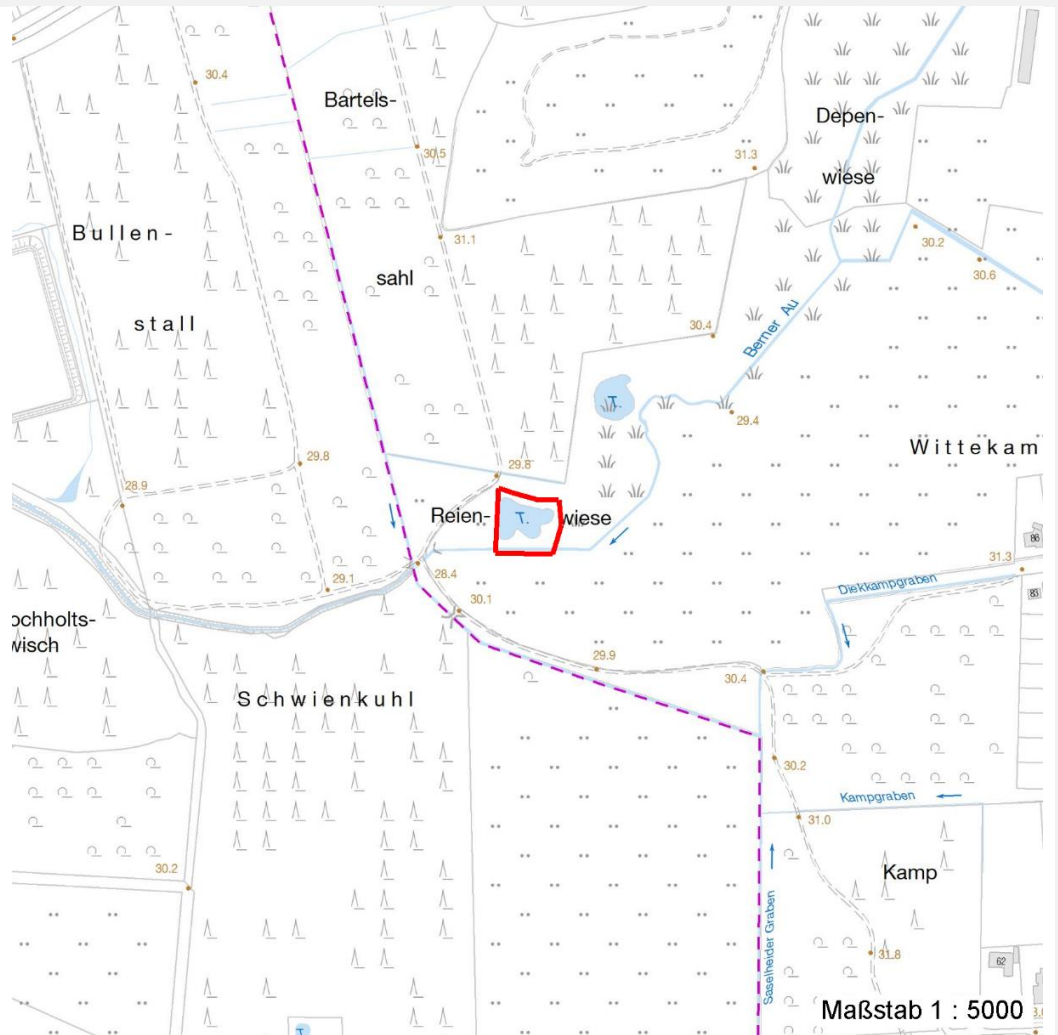 30.4
Bartels-
Depen-
30.5
31.3
wiese
Bullen-
31.1
30.2
sahl
30.6
stall
30.4
Berner Au
T.
29.4
Wittekam
29.8
29.8
28.9
Reien-
T.
wiese
86
31.3
28.4
Diekkampgraben
29.1
83
30.1
ochholts-
wisch
29.9
30.4
Schwienkuhl
30.2
Kampgraben
31.0
30.2
Kamp
Saselheider Graben
31.8
62
Maßstab 1 : 5000
T.